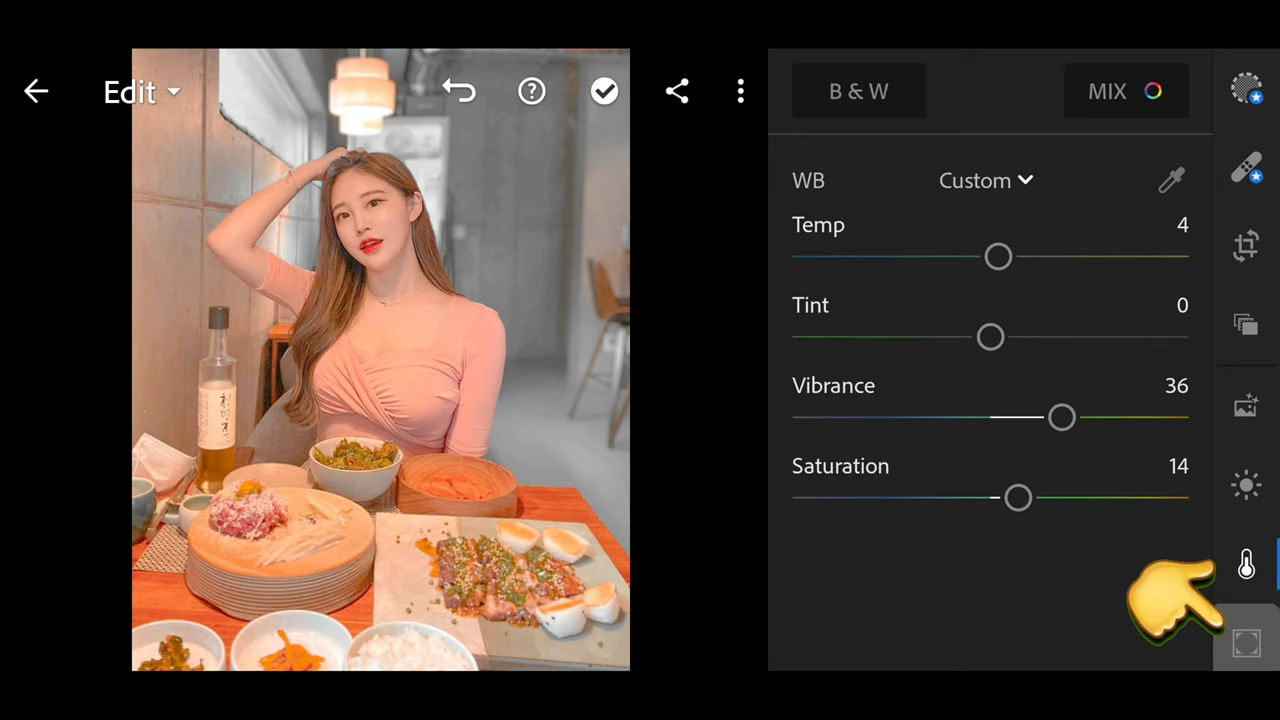 Edit
B & W
MIX
WB
Custom
Temp
4
Tint
0
Vibrance
36
Saturation
14